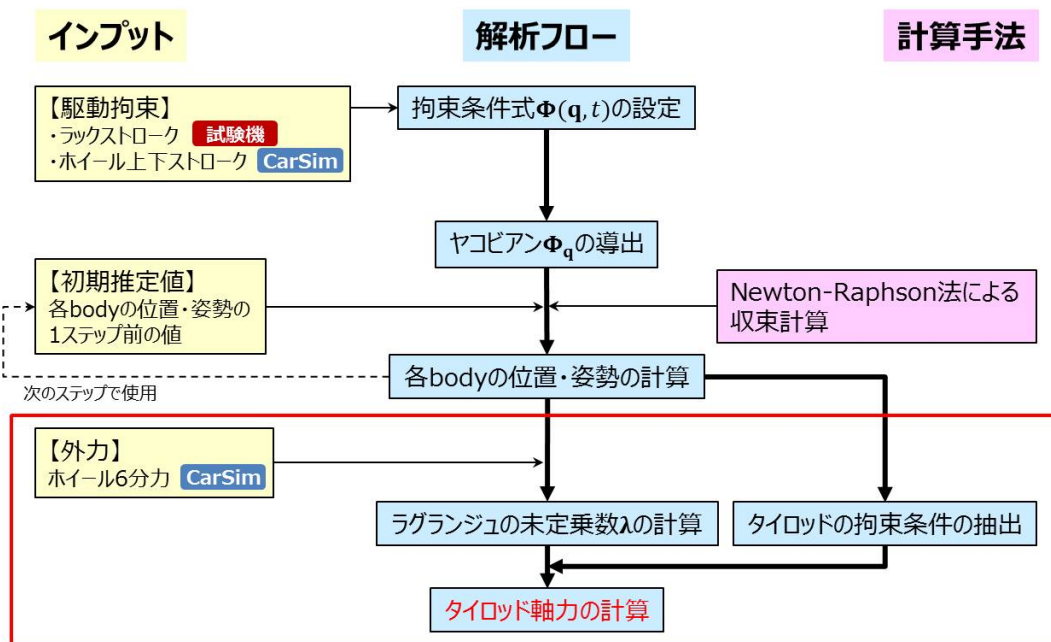 インプット
解析フロー
計算手法
【駆動拘束】
・ラックストローク 試験機
・ホイール上下ストローク CarSim
拘束条件式Φ(q,t)の設定
ヤコビアンΦqの導出
【初期推定値】
各bodyの位置・姿勢の
1ステップ前の値
Newton-Raphson法による
収束計算
各bodyの位置・姿勢の計算
次のステップで使用
【外力】
ホイール6分力 CarSim
ラグランジュの未定乗数λの計算
タイロッドの拘束条件の抽出
タイロッド軸力の計算